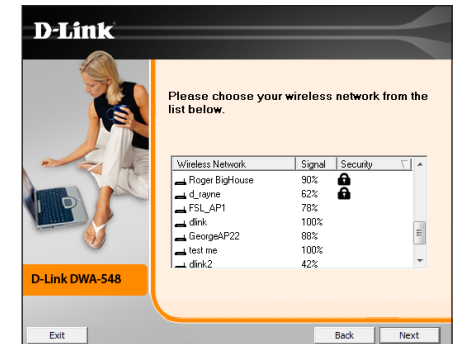 D-Link
Please choose your wireless network from the
list below.
Wireless Network Signal Security
Roger BigHouse 90%
d_rayne 62%
FSL_AP1 78%
dlink 100%
GeorgeAP22 88%
test me 100%
dlink2 42%
D-Link DWA-548
Exit Back Next